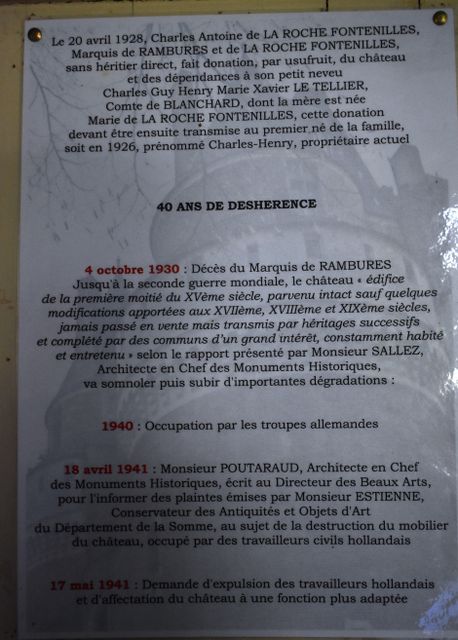 Le 20 avril 1928, Charles Antoine de LA ROCHE FONTENILLES,
Marquis de RAMBURES et de LA ROCHE FONTENILLES,
sans héritier direct, fait donation, par usufruit, du château
et des dépendances à son petit neveu
Charles Guy Henry Marie Xavier LE TELLIER,
Comte de BLANCHARD, dont la mère est née
Marie de LA ROCHE FONTENILLES, cette donation
devant être ensuite transmise au premier né de la famille,
soit en 1926, prénommé Charles-Henry, propriétaire actuel
40 ANS DE DESHERENCE
4 octobre 1930 : Décès du Marquis de RAMBURES
Jusqu'à la seconde guerre mondiale, le château « édifice
de la première moitié du XVème siècle, parvenu intact sauf quelques
modifications apportées aux XVIIème, XVIIIème et XIXème siècles,
jamais passé en vente mais transmis par héritages successifs
et complété par des communs d'un grand intérêt, constamment habité
et entretenu » selon le rapport présenté par Monsieur SALLEZ,
Architecte en Chef des Monuments Historiques,
va somnoler puis subir d'importantes dégradations :
1940 : Occupation par les troupes allemandes
18 avril 1941 : Monsieur POUTARAUD, Architecte en Chef
des Monuments Historiques, écrit au Directeur des Beaux Arts,
pour l'informer des plaintes émises par Monsieur ESTIENNE,
Conservateur des Antiquités et Objets d'Art
du Département de la Somme, au sujet de la destruction du mobilier
du château, occupé par des travailleurs civils hollandais
17 mai 1941 : Demande d'expulsion des travailleurs hollandais
et d'affectation du château à une fonction plus adaptée